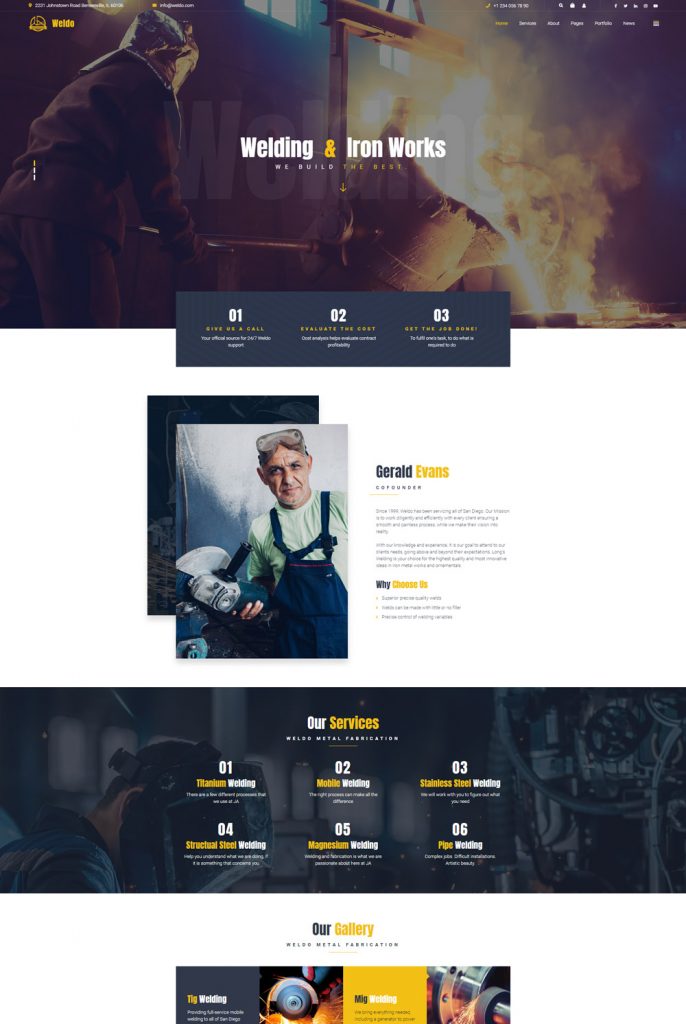 2231 Johnstown Road Bensenville, IL 60106
info@weldo.com
+1 234 056 78 90
Weldo
Home Services About Pages Portfolio News
Welding
Welding & Iron Works
WE BUILD THE BEST.
01
GIVE US A CALL
Your official source for 24/7 Weldo
support
02
EVALUATE THE COST
Cost analysis helps evaluate contract
profitability
03
GET THE JOB DONE!
To fulfil one's task, to do what is
required to do
Gerald Evans
COFOUNDER
Since 1999, Weldo has been servicing all of San Diego. Our Mission
is to work diligently and efficiently with every client ensuring a
smooth and painless process, while we make their vision into
reality.
With our knowledge and experience, it is our goal to attend to our
clients needs, going above and beyond their expectations. Long's
Welding is your choice for the highest quality and most innovative
ideas in iron metal works and ornamentals.
Why Choose Us
Superior precise quality welds
Welds can be made with little or no filler
Precise control of welding variables
Our Services
WELDO METAL FABRICATION
01
Titanium Welding
There are a few different processes that
we use at JA
02
Mobile Welding
The right process can make all the
difference
03
Stainless Steel Welding
We will work with you to figure out what
you need
04
Structual Steel Welding
Help you understand what we are doing, if
it is something that concerns you
05
Magnesium Welding
Welding and fabrication is what we are
passionate about here at JA
06
Pipe Welding
Complex jobs. Difficult installations.
Artistic beauty.
Our Gallery
WELDO METAL FABRICATION
Tig Welding
Providing full-service mobile
welding to all of San Diego
Mig Welding
We bring everything needed,
including a generator to power